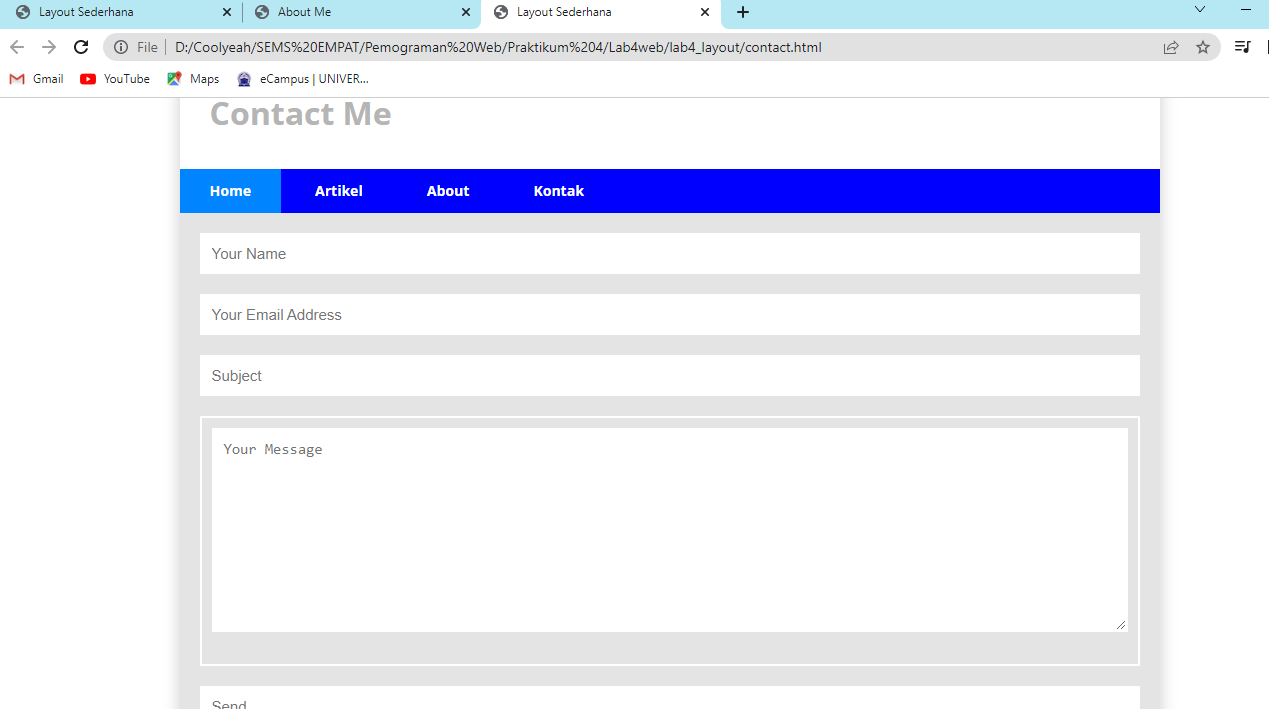 Layout Sederhana
About Me
Layout Sederhana
File
D:/Coolyeah/SEMS%20EMPAT/Pemograman%20Web/Praktikum%204/Lab4web/lab4_layout/contact.html
Gmail
YouTube
Maps
eCampus | UNIVER...
Contact Me
Home
Artikel
About
Kontak
Your Name
Your Email Address
Subject
Your Message
Send